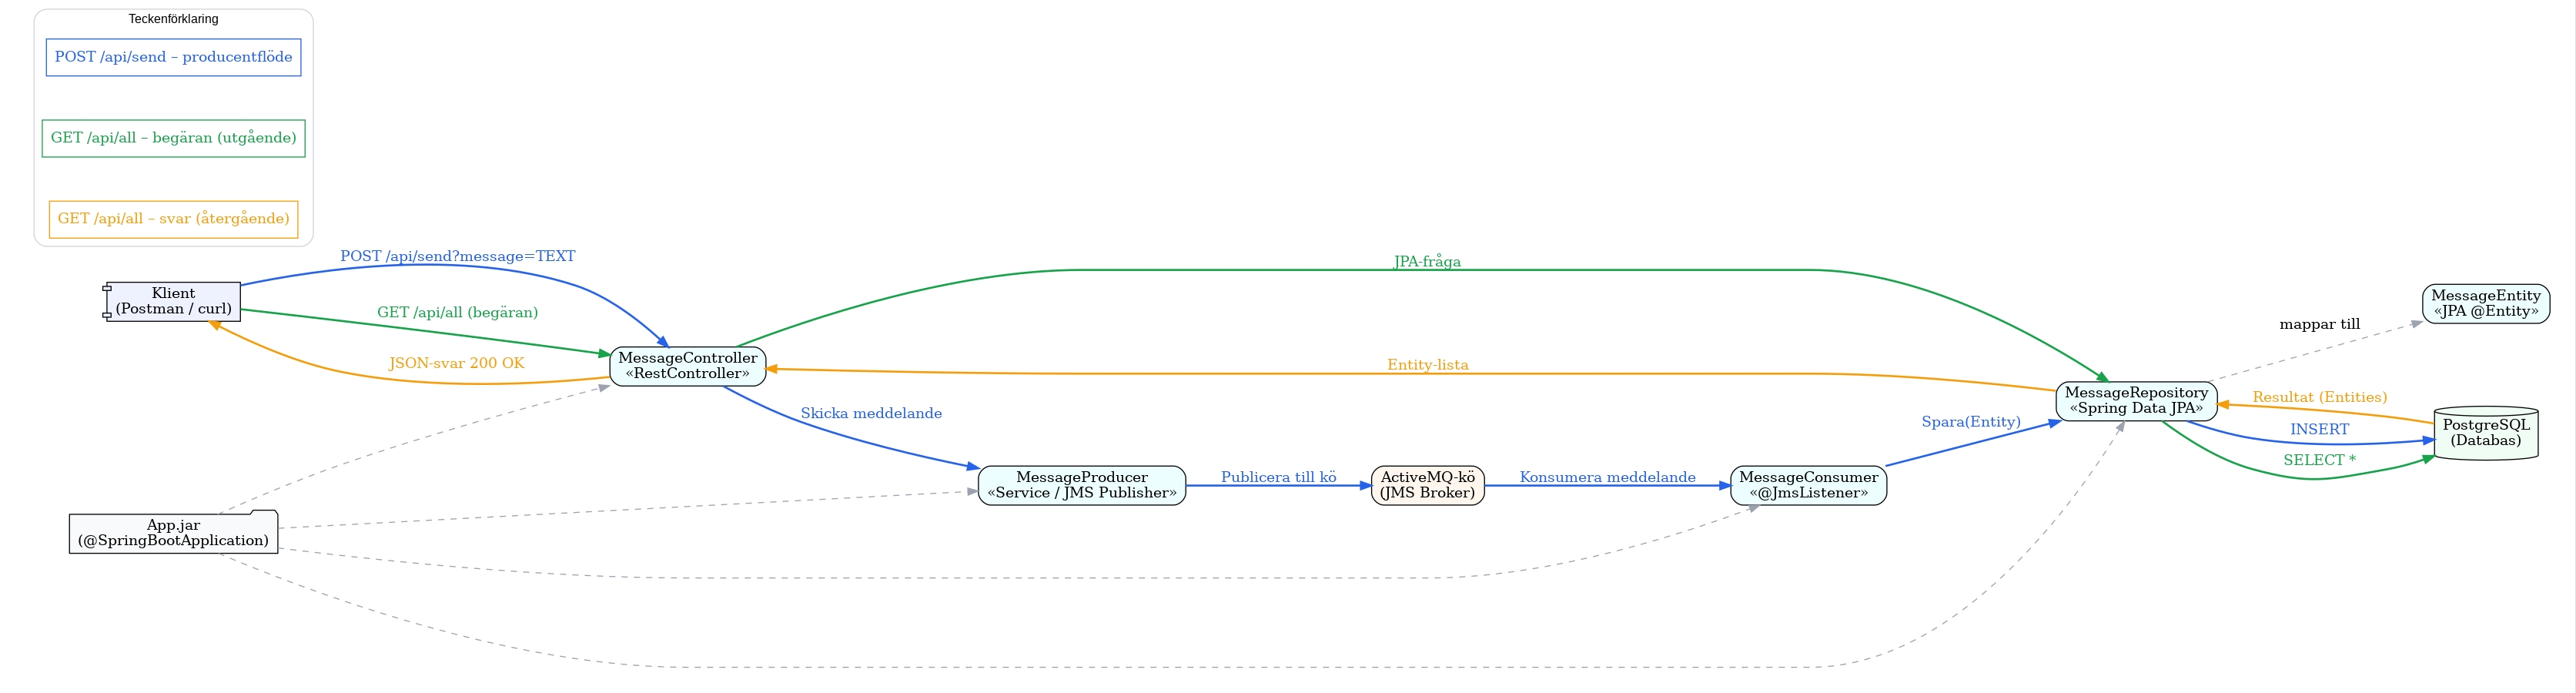 Teckenförklaring
POST /api/send – producentflöde
GET /api/all – begäran (utgående)
GET /api/all – svar (återgående)
POST /api/send?message=TEXT
Klient
(Postman / curl)
GET /api/all (begäran)
JSON-svar 200 OK
MessageController
«RestController»
JPA-fråga
Entity-lista
Skicka meddelande
MessageProducer
«Service / JMS Publisher»
Publicera till kö
ActiveMQ-kö
(JMS Broker)
Konsumera meddelande
MessageConsumer
«@JmsListener»
Spara(Entity)
MessageRepository
«Spring Data JPA»
mappar till
MessageEntity
«JPA @Entity»
Resultat (Entities)
INSERT
SELECT *
PostgreSQL
(Databas)
App.jar
(@SpringBootApplication)